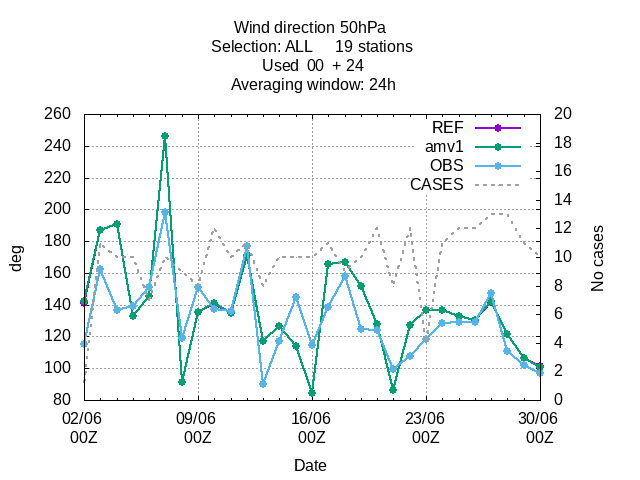 Wind direction 50hPa
Selection: ALL 19 stations
Used 00 + 24
Averaging window: 24h
REF
amv1
OBS
CASES
deg
260
240
220
200
180
160
140
120
100
80
20
18
16
14
12
10
8
6
4
2
0
No cases
02/06 09/06 16/06 23/06 30/06
00Z 00Z 00Z 00Z 00Z
Date